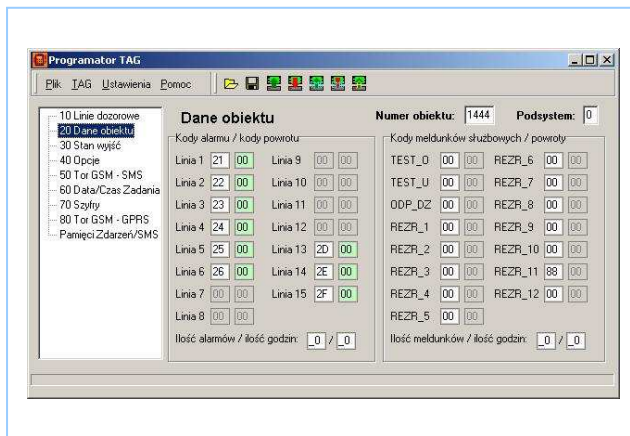 Programator TAG
Plik TAG Ustawienia Pomoc
10 Linie dozorowe
20 Dane obiektu
30 Stan wyjść
40 Opcje
50 Tor GSM - SMS
60 Data/Czas Zadania
70 Szyfry
80 Tor GSM - GPRS
Pamięci Zdarzeń/SMS
Dane obiektu
Numer obiektu: 1444 Podsystem: 0
Kody alarmu / kody powrotu
Linia 1 21 00 Linia 9 00 00
Linia 2 22 00 Linia 10 00 00
Linia 3 23 00 Linia 11 00 00
Linia 4 24 00 Linia 12 00 00
Linia 5 25 00 Linia 13 2D 00
Linia 6 26 00 Linia 14 2E 00
Linia 7 00 00 Linia 15 2F 00
Linia 8 00 00
Ilość alarmów / ilość godzin: _0 / _0
Kody meldunków służbowych / powroty
TEST_O 00 00 REZR_6 00 00
TEST_U 00 00 REZR_7 00 00
ODP_DZ 00 00 REZR_8 00 00
REZR_1 00 00 REZR_9 00 00
REZR_2 00 00 REZR_10 00 00
REZR_3 00 00 REZR_11 88 00
REZR_4 00 00 REZR_12 00 00
REZR_5 00 00
Ilość meldunków / ilość godzin: _0 / _0